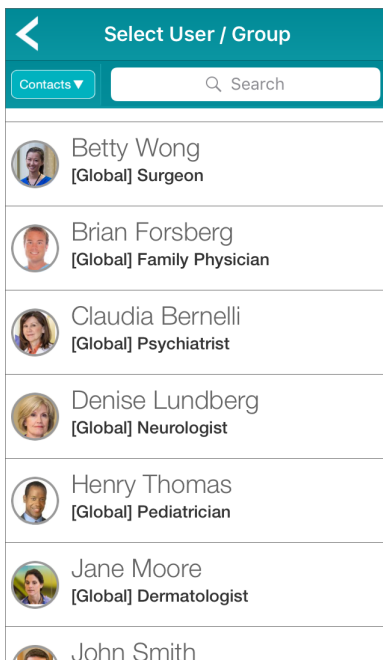 Select User / Group
Contacts▼
Search
Betty Wong
[Global] Surgeon
Brian Forsberg
[Global] Family Physician
Claudia Bernelli
[Global] Psychiatrist
Denise Lundberg
[Global] Neurologist
Henry Thomas
[Global] Pediatrician
Jane Moore
[Global] Dermatologist
John Smith